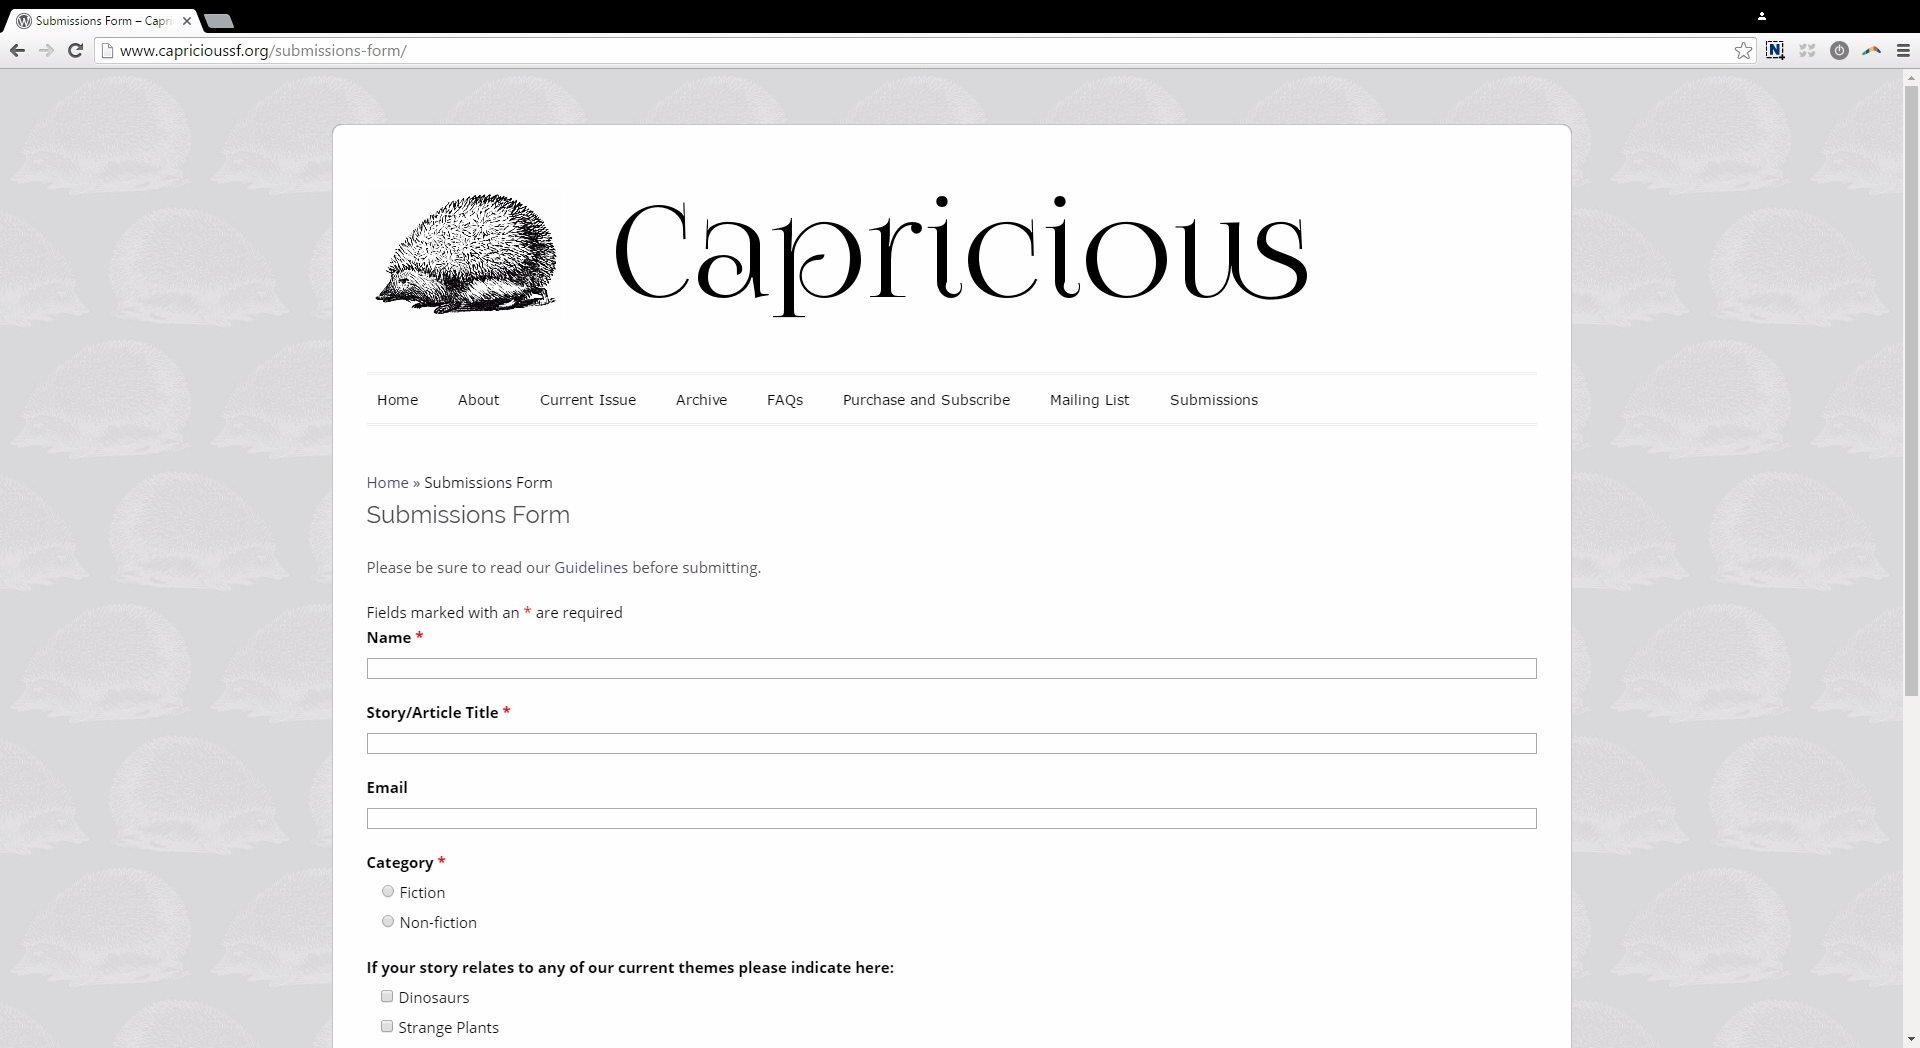 Submissions Form – Capri
www.capricioussf.org/submissions-form/
Capricious
Home About Current Issue Archive FAQs Purchase and Subscribe Mailing List Submissions
Home » Submissions Form
Submissions Form
Please be sure to read our Guidelines before submitting.
Fields marked with an * are required
Name *
Story/Article Title *
Email
Category *
Fiction
Non-fiction
If your story relates to any of our current themes please indicate here:
Dinosaurs
Strange Plants